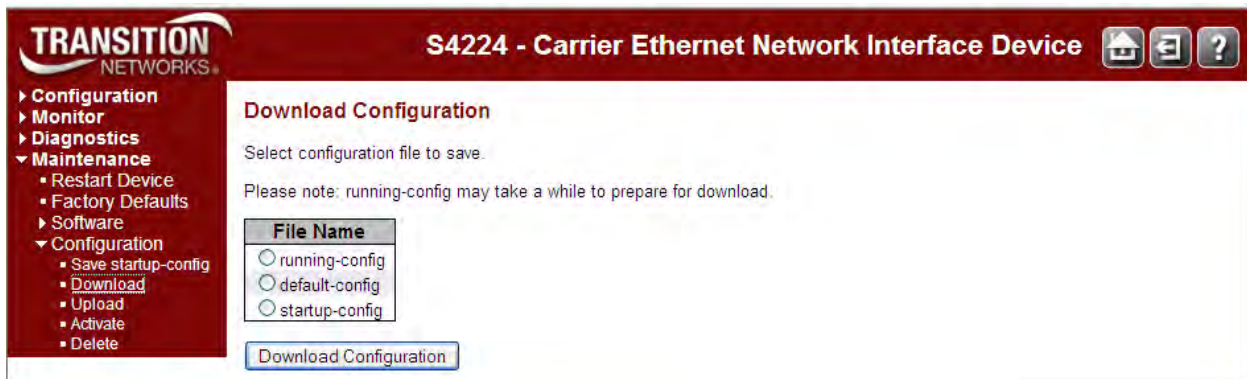 TRANSITION
NETWORKS®
S4224 - Carrier Ethernet Network Interface Device
?
Configuration
Monitor
Diagnostics
Maintenance
Restart Device
Factory Defaults
Software
Configuration
Save startup-config
Download
Upload
Activate
Delete
Download Configuration
Select configuration file to save.
Please note: running-config may take a while to prepare for download.
File Name
running-config
default-config
startup-config
Download Configuration